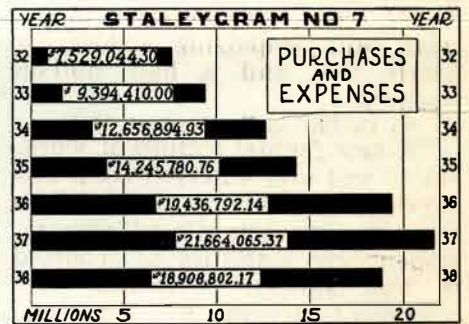 YEAR STALEYGRAM NO 7 YEAR
PURCHASES
AND
EXPENSES
32 $7,529,044.30 32
33 $9,394,410.00 33
34 $12,656,894.93 34
35 $14,245,780.76 35
36 $19,436,792.14 36
37 $21,664,065.37 37
38 $18,908,802.17 38
MILLIONS 5 10 15 20